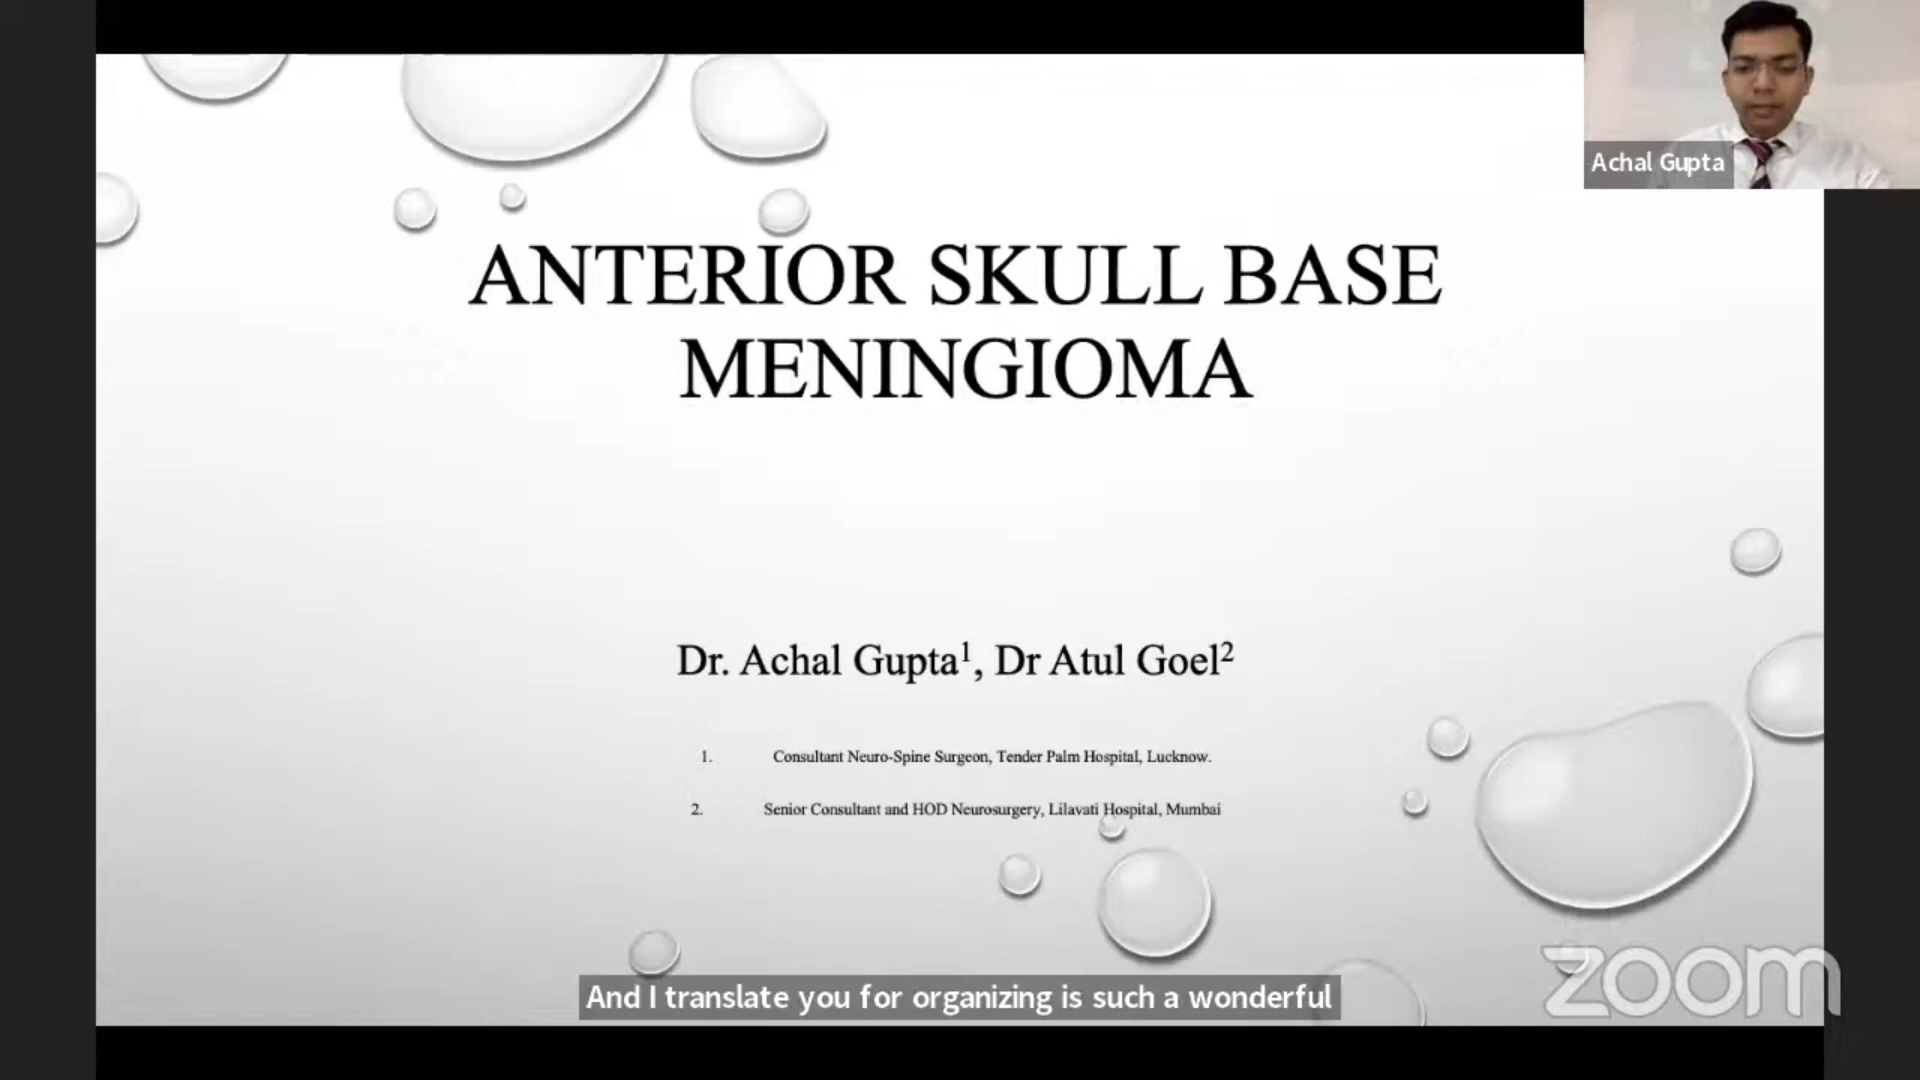 Achal Gupta
ANTERIOR SKULL BASE
MENINGIOMA
Dr. Achal Gupta¹, Dr Atul Goel²
1. Consultant Neuro-Spine Surgeon, Tender Palm Hospital, Lucknow.
2. Senior Consultant and HOD Neurosurgery, Lilavati Hospital, Mumbai
zoom
And I translate you for organizing is such a wonderful